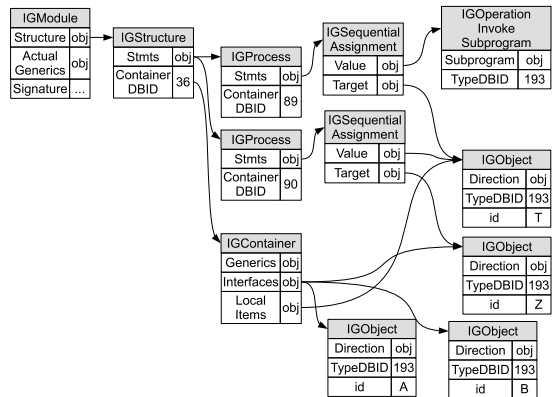 IGModule
Structure obj
Actual
Generics obj
Signature ...
IGStructure
Stmts obj
Container
DBID 36
IGProcess
Stmts obj
Container
DBID 89
IGSequential
Assignment
Value obj
Target obj
IGOperation
Invoke
Subprogram
Subprogram obj
TypeDBID 193
IGProcess
Stmts obj
Container
DBID 90
IGSequential
Assignment
Value obj
Target obj
IGObject
Direction obj
TypeDBID 193
id T
IGContainer
Generics obj
Interfaces obj
Local
Items obj
IGObject
Direction obj
TypeDBID 193
id Z
IGObject
Direction obj
TypeDBID 193
id A
IGObject
Direction obj
TypeDBID 193
id B